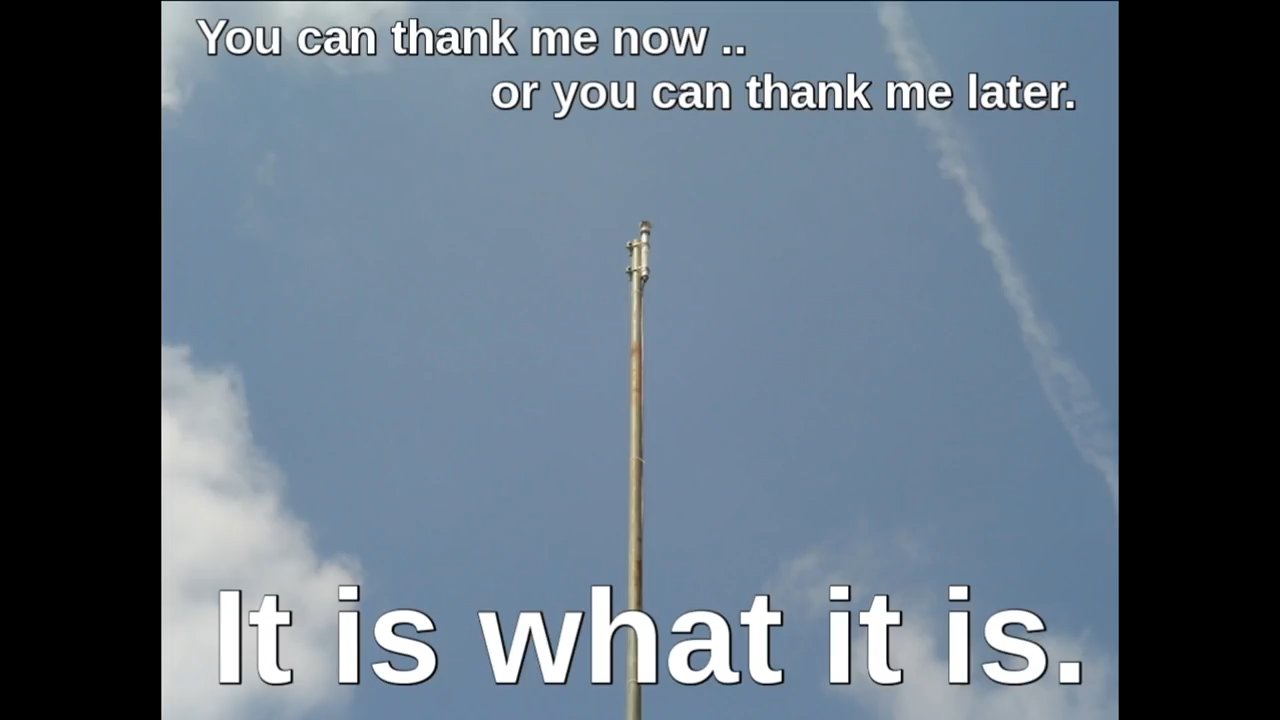 You can thank me now ..
or you can thank me later.
It is what it is.